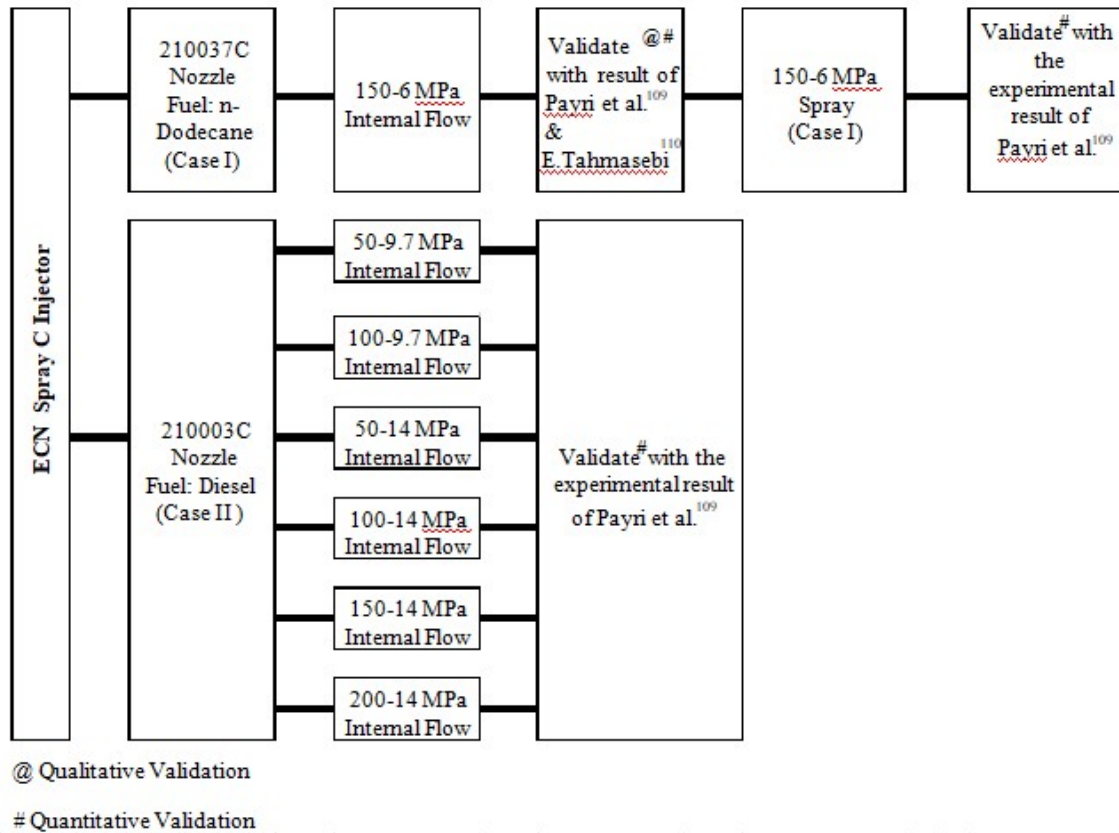 ECN Spray C Injector
210037C
Nozzle
Fuel: n-
Dodecane
(Case I)
150-6 MPa
Internal Flow
Validate @#
with result of
Payri et al.109
&
E.Tahmasebi110
150-6 MPa
Spray
(Case I)
Validate# with
the
experimental
result of
Payri et al.109
210003C
Nozzle
Fuel: Diesel
(Case II )
50-9.7 MPa
Internal Flow
100-9.7 MPa
Internal Flow
50-14 MPa
Internal Flow
100-14 MPa
Internal Flow
150-14 MPa
Internal Flow
200-14 MPa
Internal Flow
Validate# with the
experimental result
of Payri et al.109
@ Qualitative Validation
# Quantitative Validation